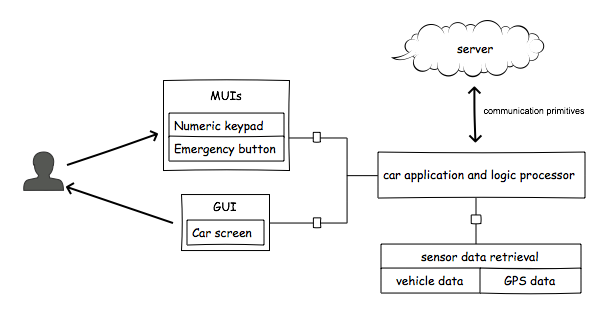 server
communication primitives
MUIs
Numeric keypad
Emergency button
car application and logic processor
GUI
Car screen
sensor data retrieval
vehicle data
GPS data